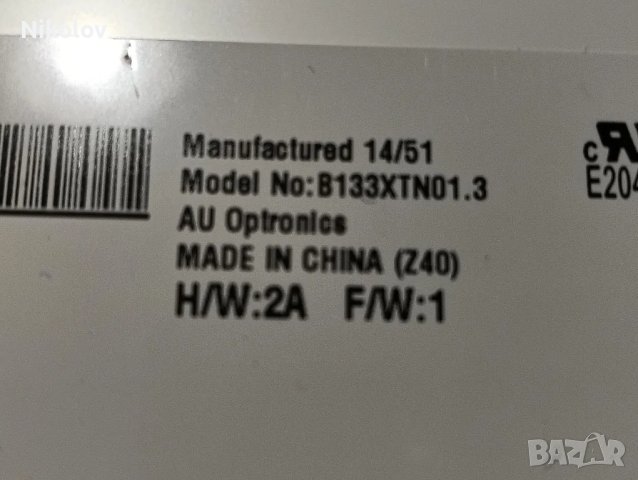 Nikolov
Manufactured 14/51
Model No:B133XTN01.3
AU Optronics
MADE IN CHINA (Z40)
H/W:2A F/W:1
c
E204
BAZAR